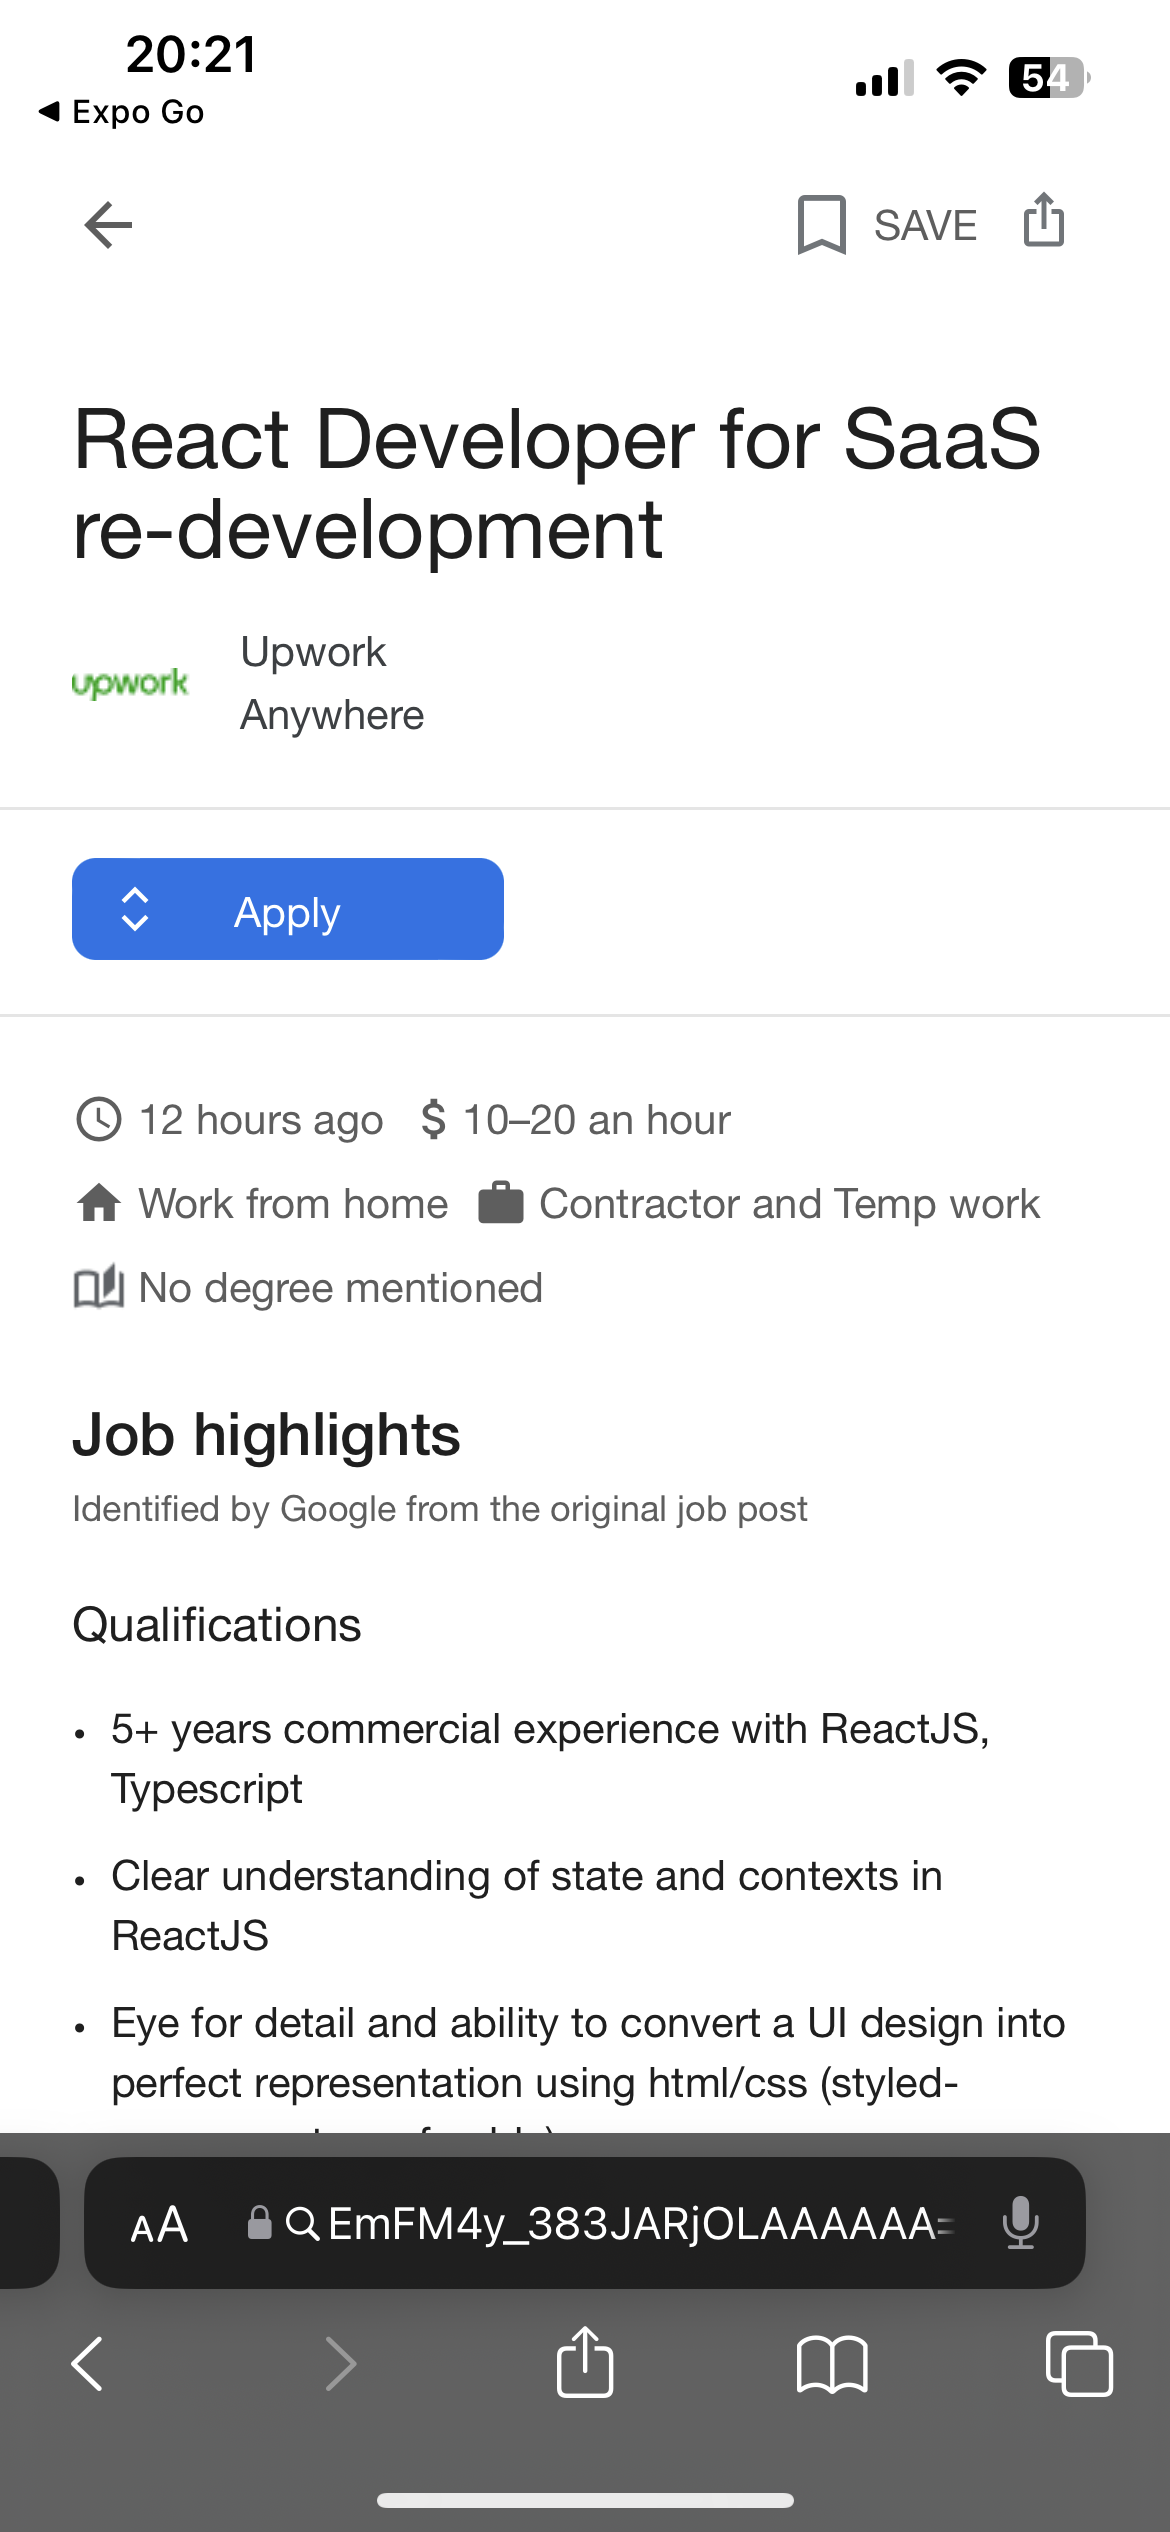 20:21
54
◀ Expo Go
SAVE
React Developer for SaaS
re-development
upwork
Upwork
Anywhere
Apply
12 hours ago $ 10–20 an hour
Work from home Contractor and Temp work
No degree mentioned
Job highlights
Identified by Google from the original job post
Qualifications
• 5+ years commercial experience with ReactJS,
Typescript
• Clear understanding of state and contexts in
ReactJS
• Eye for detail and ability to convert a UI design into
perfect representation using html/css (styled-
AA EmFM4y_383JARjOLAAAAAA=